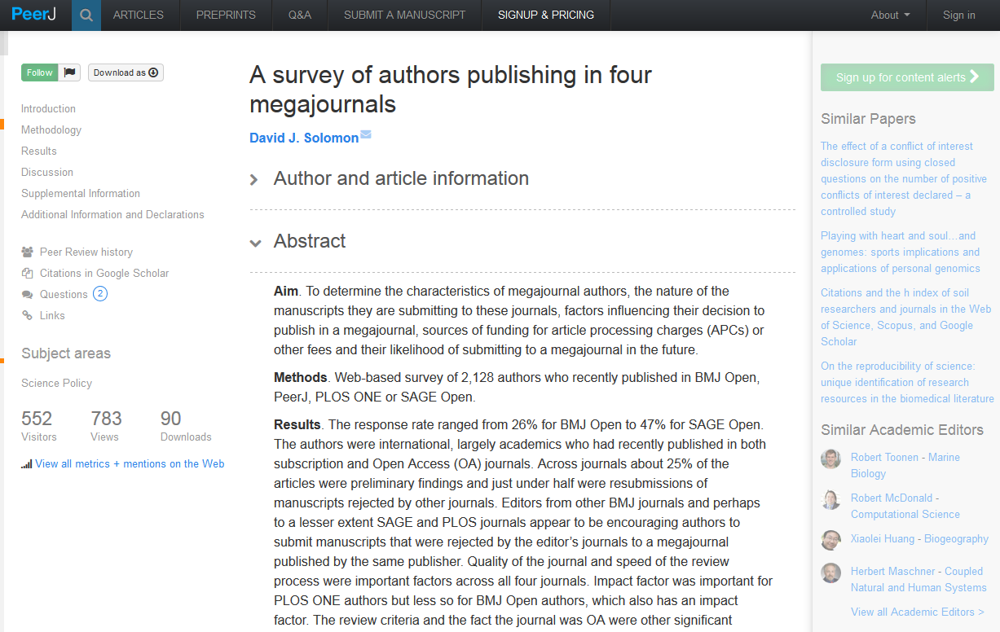 PeerJ
ARTICLES
PREPRINTS
Q&A
SUBMIT A MANUSCRIPT
SIGNUP & PRICING
About
Sign in
Follow
Download as
Introduction
Methodology
Results
Discussion
Supplemental Information
Additional Information and Declarations
Peer Review history
Citations in Google Scholar
Questions 2
Links
Subject areas
Science Policy
552 783 90
Visitors Views Downloads
View all metrics + mentions on the Web
A survey of authors publishing in four
megajournals
David J. Solomon
Author and article information
Abstract
Aim. To determine the characteristics of megajournal authors, the nature of the
manuscripts they are submitting to these journals, factors influencing their decision to
publish in a megajournal, sources of funding for article processing charges (APCs) or
other fees and their likelihood of submitting to a megajournal in the future.
Methods. Web-based survey of 2,128 authors who recently published in BMJ Open,
PeerJ, PLOS ONE or SAGE Open.
Results. The response rate ranged from 26% for BMJ Open to 47% for SAGE Open.
The authors were international, largely academics who had recently published in both
subscription and Open Access (OA) journals. Across journals about 25% of the
articles were preliminary findings and just under half were resubmissions of
manuscripts rejected by other journals. Editors from other BMJ journals and perhaps
to a lesser extent SAGE and PLOS journals appear to be encouraging authors to
submit manuscripts that were rejected by the editor's journals to a megajournal
published by the same publisher. Quality of the journal and speed of the review
process were important factors across all four journals. Impact factor was important for
PLOS ONE authors but less so for BMJ Open authors, which also has an impact
factor. The review criteria and the fact the journal was OA were other significant
Sign up for content alerts
Similar Papers
The effect of a conflict of interest
disclosure form using closed
questions on the number of positive
conflicts of interest declared – a
controlled study
Playing with heart and soul…and
genomes: sports implications and
applications of personal genomics
Citations and the h index of soil
researchers and journals in the Web
of Science, Scopus, and Google
Scholar
On the reproducibility of science:
unique identification of research
resources in the biomedical literature
Similar Academic Editors
Robert Toonen - Marine
Biology
Robert McDonald -
Computational Science
Xiaolei Huang - Biogeography
Herbert Maschner - Coupled
Natural and Human Systems
View all Academic Editors >